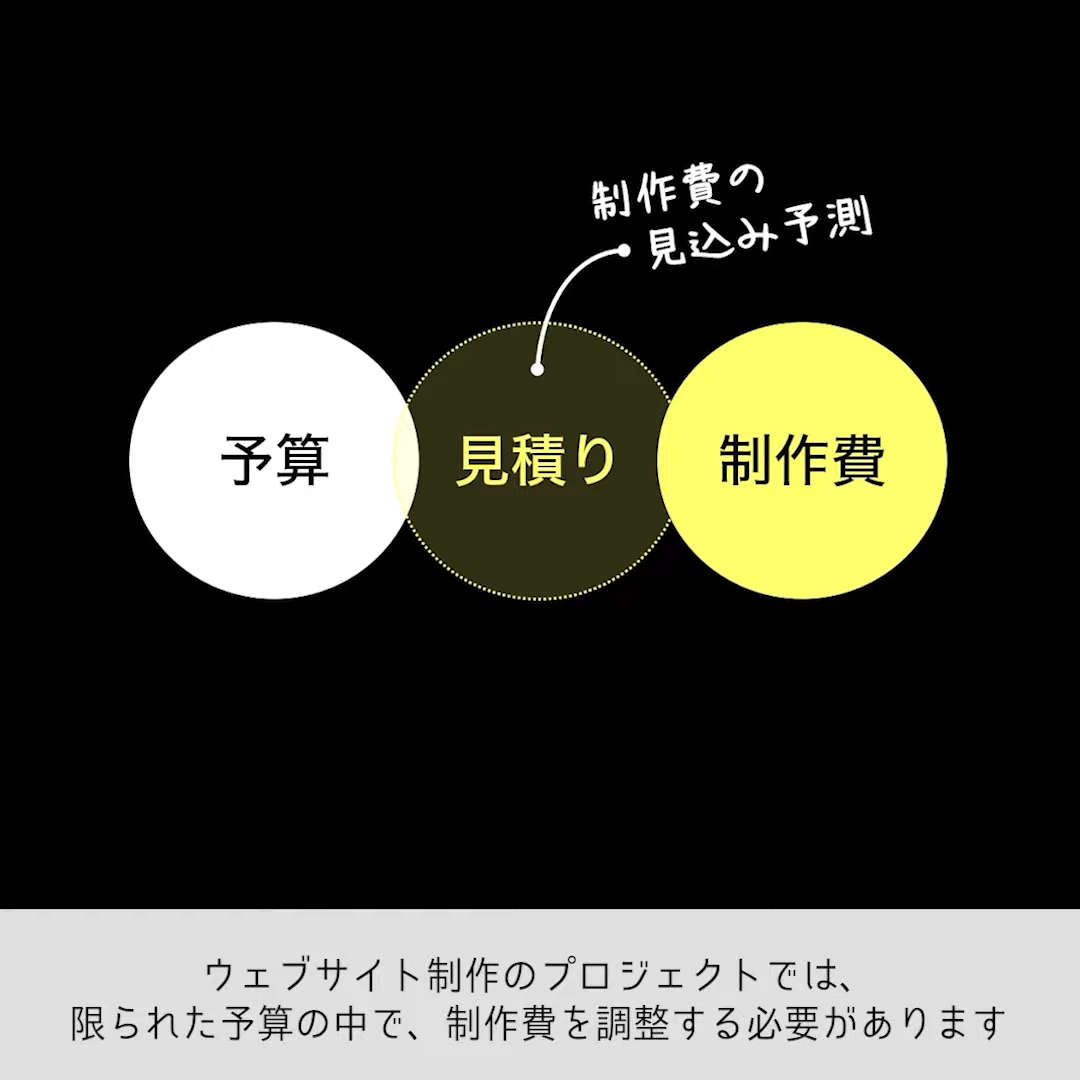 制作費の
見込み予測
予算
見積り
制作費
ウェブサイト制作のプロジェクトでは、
限られた予算の中で、制作費を調整する必要があります